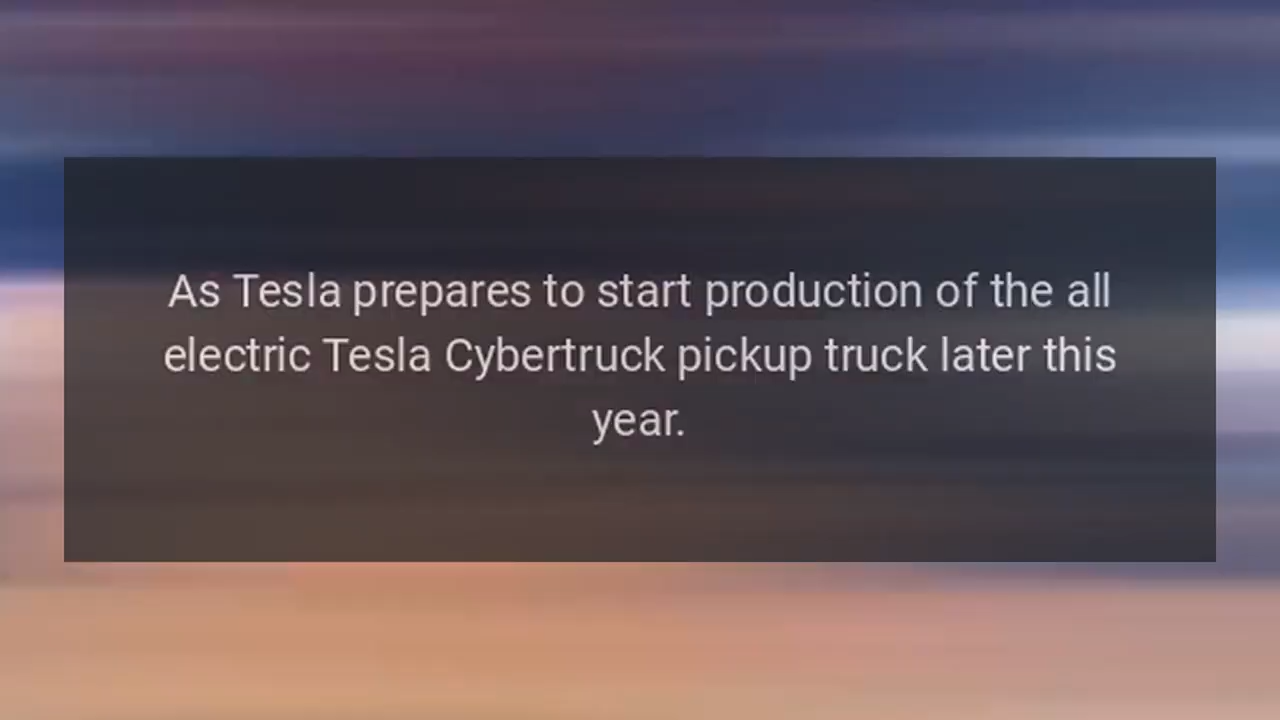 As Tesla prepares to start production of the all
electric Tesla Cybertruck pickup truck later this
year.